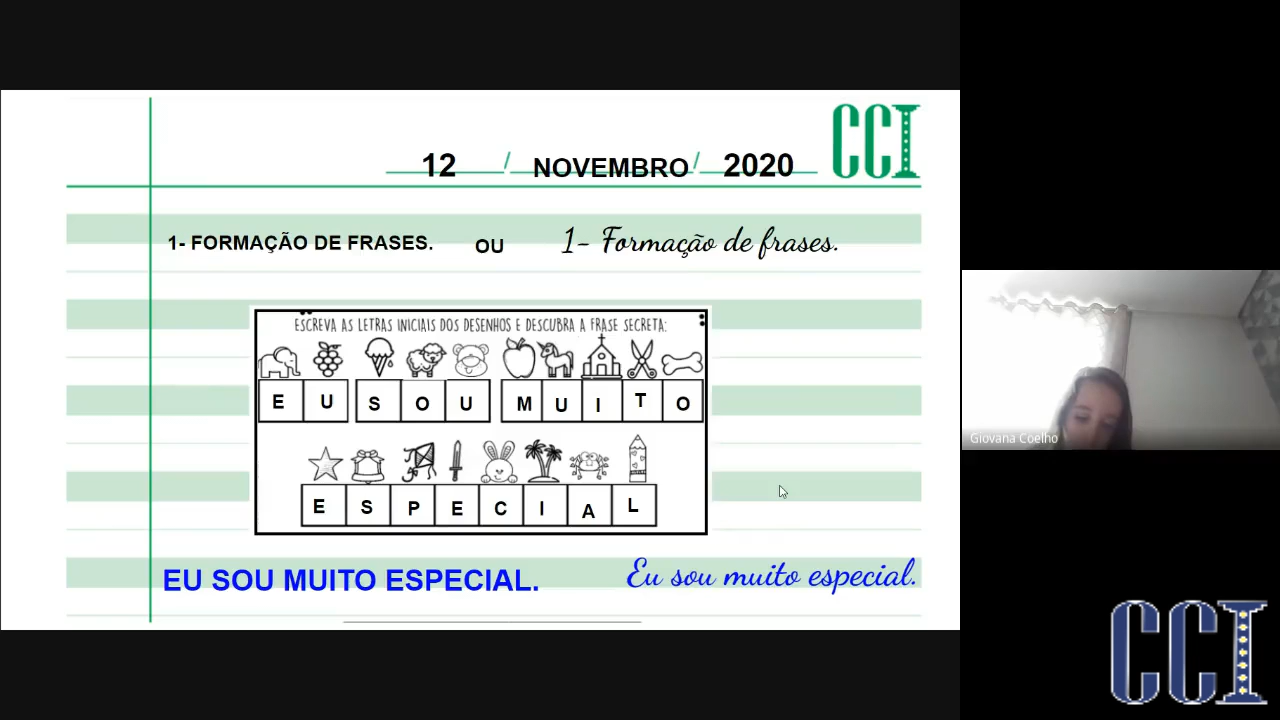 CCI
12 / NOVEMBRO / 2020
1- FORMAÇÃO DE FRASES. OU 1- Formação de frases.
ESCREVA AS LETRAS INICIAIS DOS DESENHOS E DESCUBRA A FRASE SECRETA:
E U S O U M U I T O
E S P E C I A L
EU SOU MUITO ESPECIAL. Eu sou muito especial.
Giovana Coelho
CCI